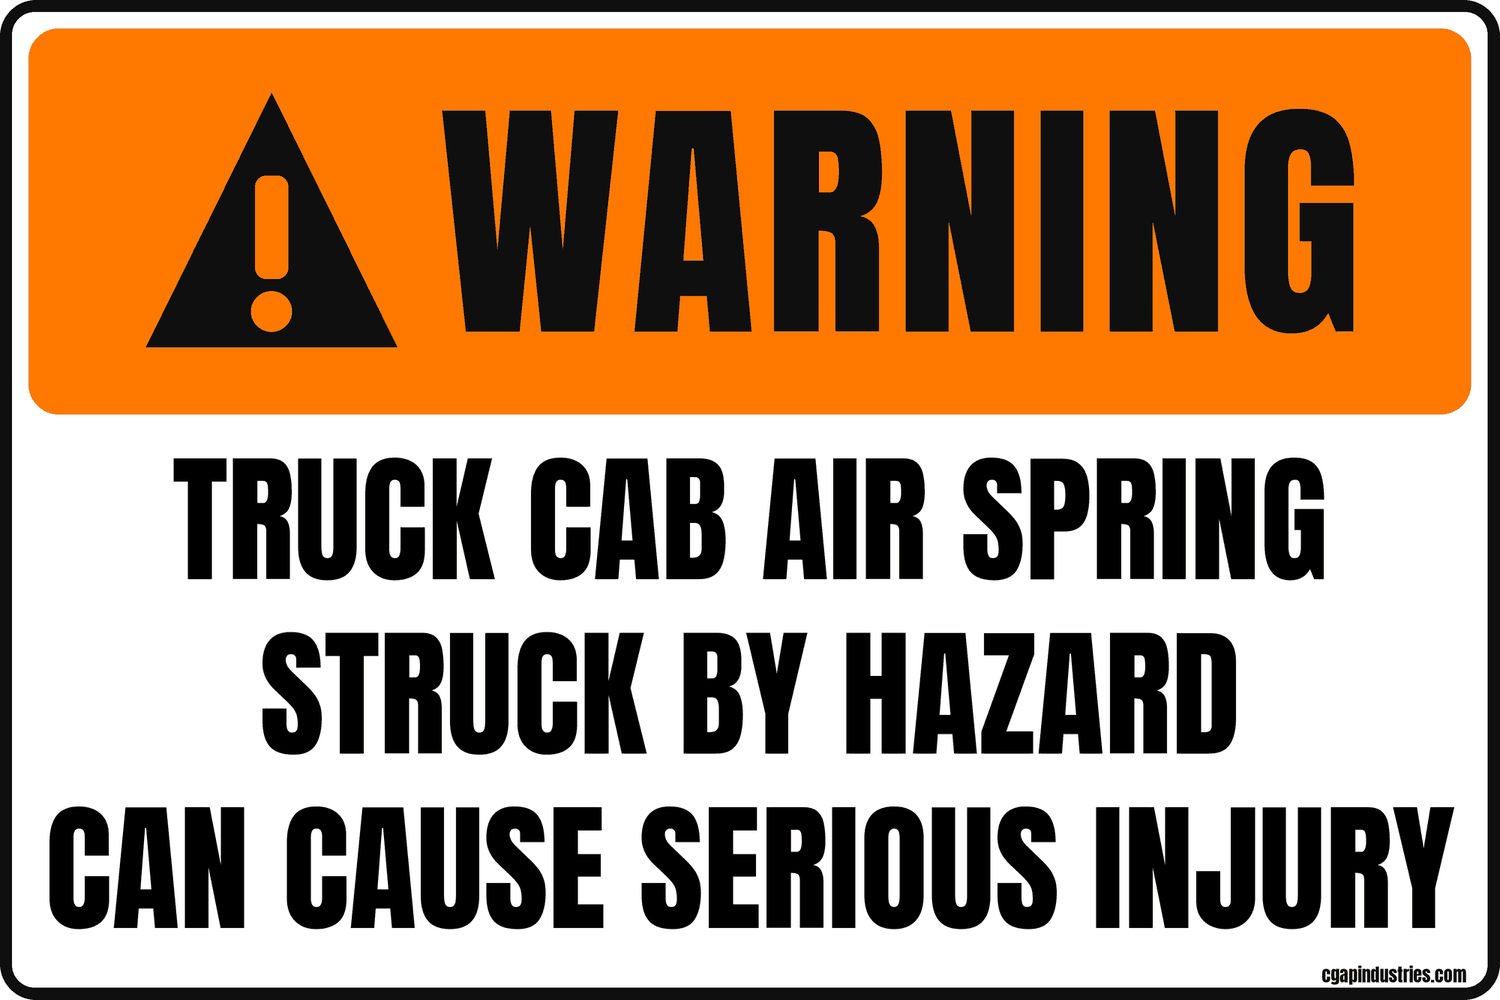 WARNING
TRUCK CAB AIR SPRING
STRUCK BY HAZARD
CAN CAUSE SERIOUS INJURY
cgapindustries.com